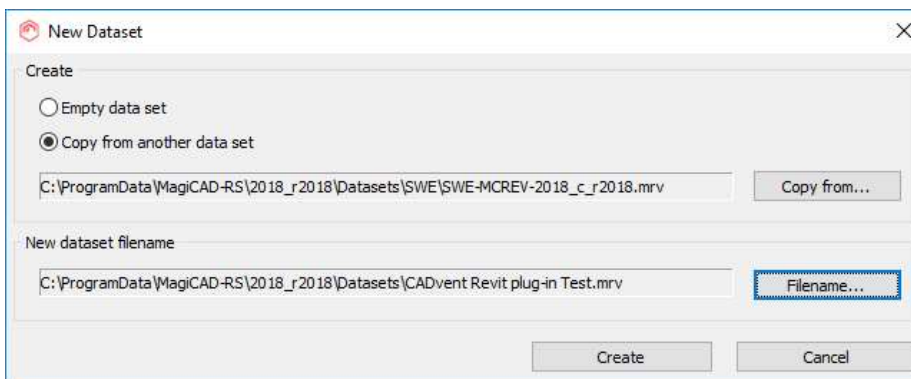 New Dataset
Create
Empty data set
Copy from another data set
C:\ProgramData\MagiCAD-RS\2018_r2018\Datasets\SWE\SWE-MCREV-2018_c_r2018.mrv
Copy from...
New dataset filename
C:\ProgramData\MagiCAD-RS\2018_r2018\Datasets\CADvent Revit plug-in Test.mrv
Filename...
Create
Cancel